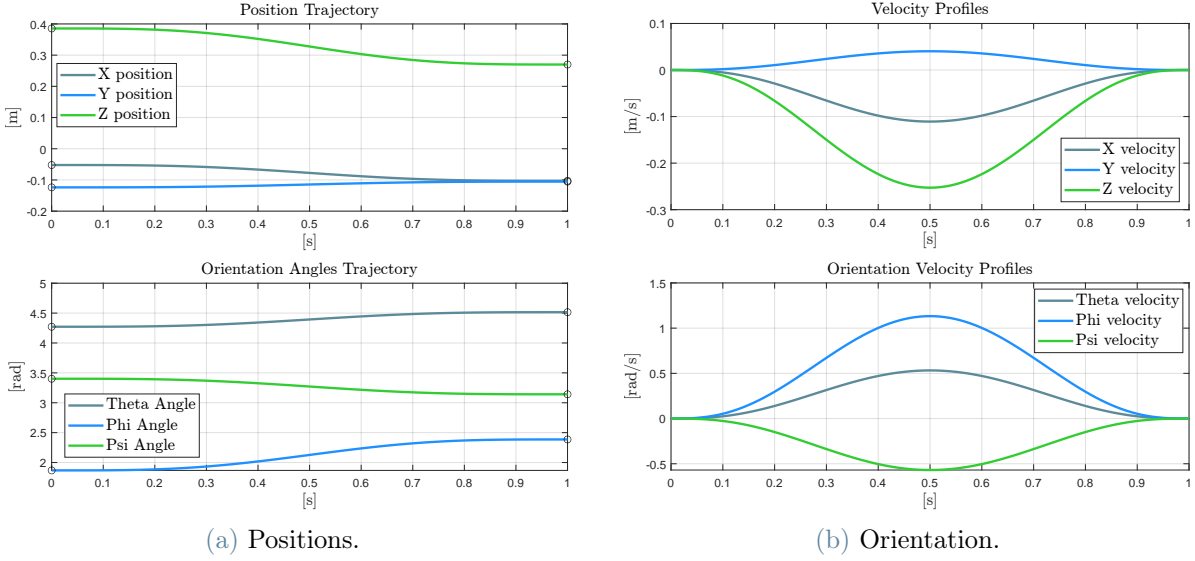 Position Trajectory
0.4
0.3
0.2
0.1
0
-0.1
-0.2
[m]
X position
Y position
Z position
0 0.1 0.2 0.3 0.4 0.5 0.6 0.7 0.8 0.9 1
[s]
Orientation Angles Trajectory
5
4.5
4
3.5
3
2.5
2
[rad]
Theta Angle
Phi Angle
Psi Angle
0 0.1 0.2 0.3 0.4 0.5 0.6 0.7 0.8 0.9 1
[s]
(a) Positions.
Velocity Profiles
0.1
0
-0.1
-0.2
-0.3
[m/s]
X velocity
Y velocity
Z velocity
0 0.1 0.2 0.3 0.4 0.5 0.6 0.7 0.8 0.9 1
[s]
Orientation Velocity Profiles
1.5
1
0.5
0
-0.5
[rad/s]
Theta velocity
Phi velocity
Psi velocity
0 0.1 0.2 0.3 0.4 0.5 0.6 0.7 0.8 0.9 1
[s]
(b) Orientation.